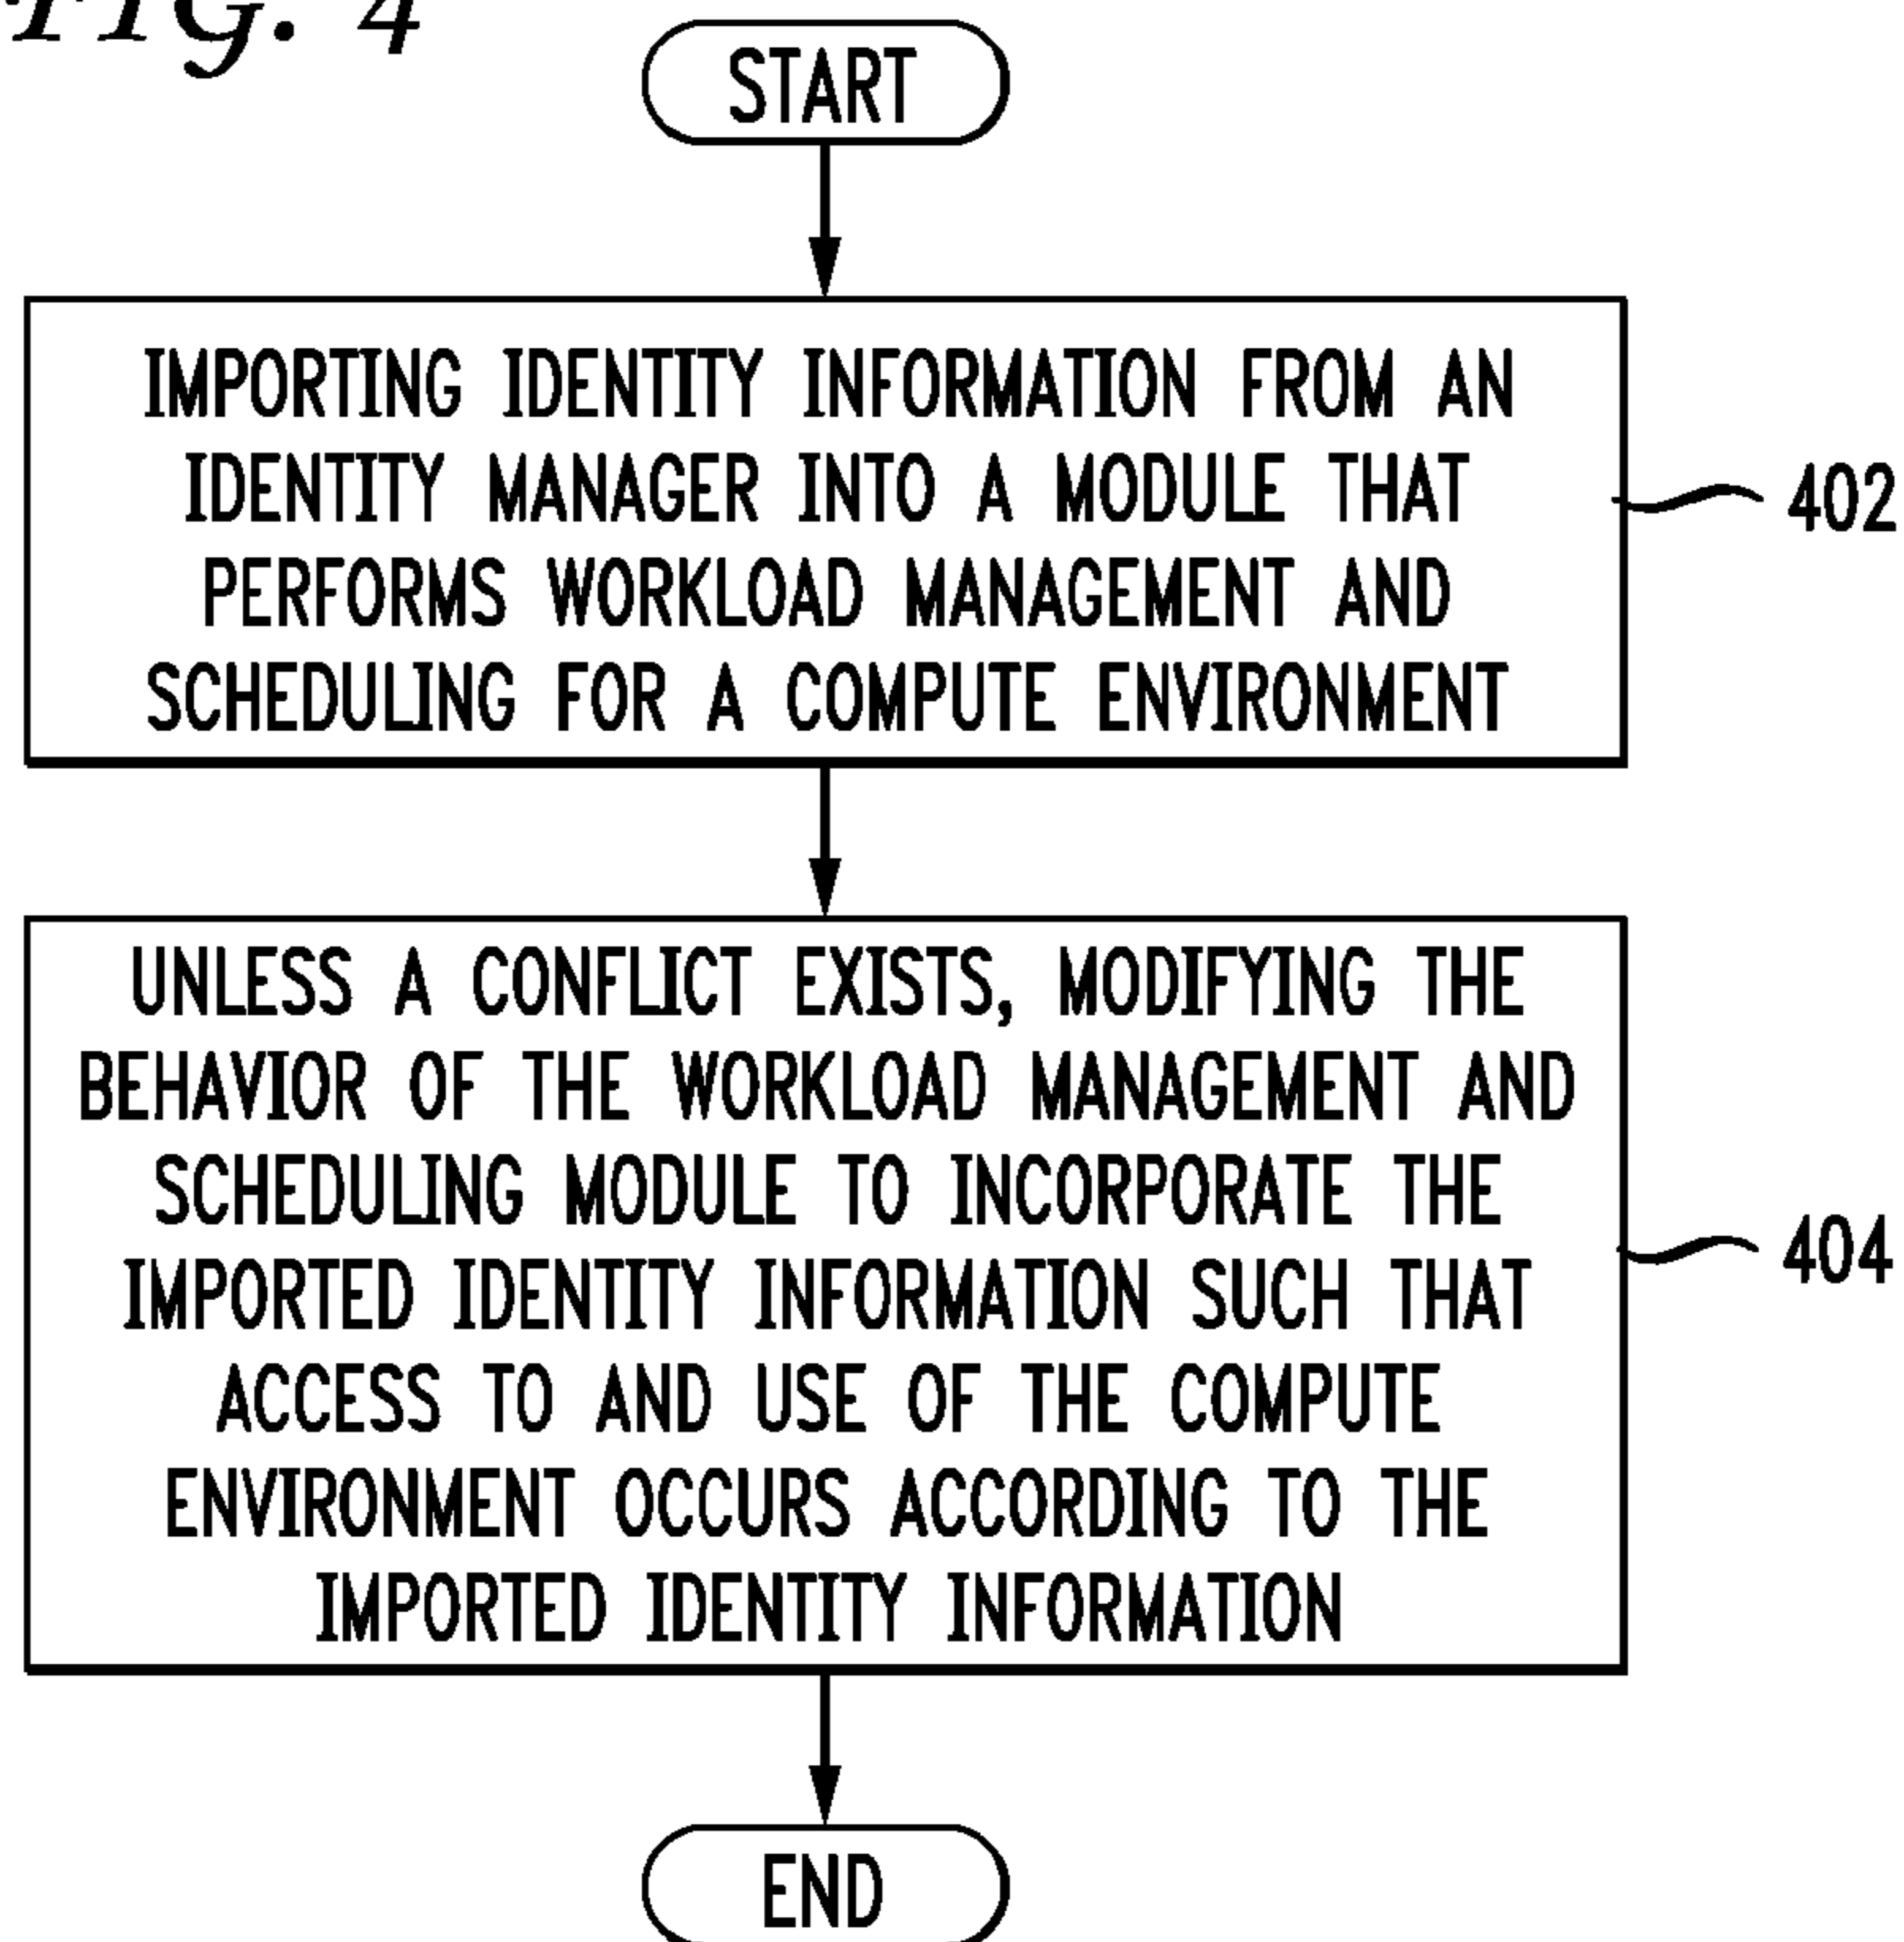 FIG. 4
START
IMPORTING IDENTITY INFORMATION FROM AN
IDENTITY MANAGER INTO A MODULE THAT
PERFORMS WORKLOAD MANAGEMENT AND
SCHEDULING FOR A COMPUTE ENVIRONMENT
402
UNLESS A CONFLICT EXISTS, MODIFYING THE
BEHAVIOR OF THE WORKLOAD MANAGEMENT AND
SCHEDULING MODULE TO INCORPORATE THE
IMPORTED IDENTITY INFORMATION SUCH THAT
ACCESS TO AND USE OF THE COMPUTE
ENVIRONMENT OCCURS ACCORDING TO THE
IMPORTED IDENTITY INFORMATION
404
END